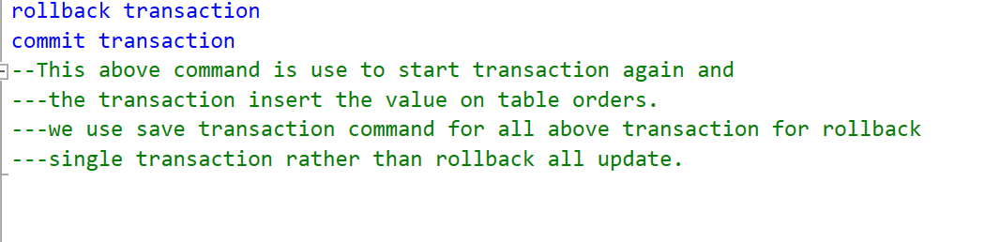 rollback transaction
commit transaction
--This above command is use to start transaction again and
---the transaction insert the value on table orders.
---we use save transaction command for all above transaction for rollback
---single transaction rather than rollback all update.